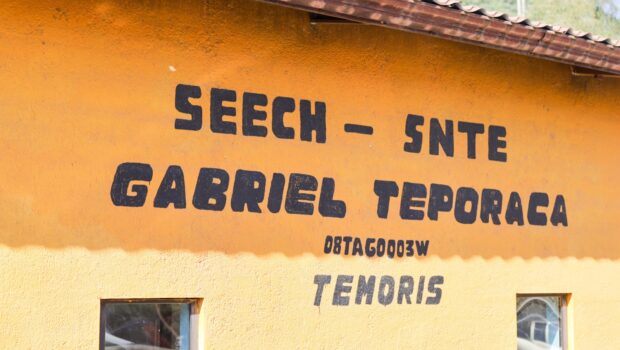 SEECH - SNTE
GABRIEL TEPORACA
08TAG0003W
TEMORIS